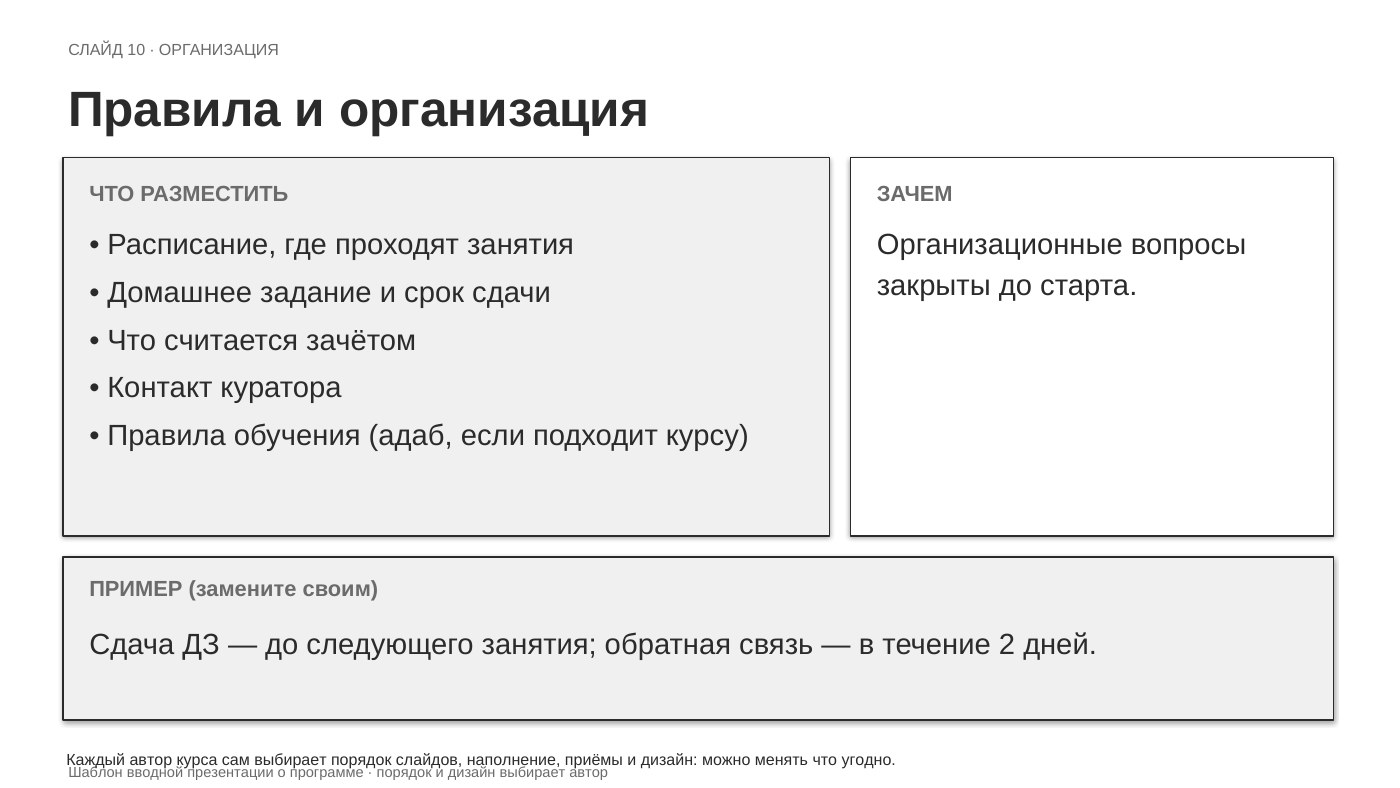 СЛАЙД 10 · ОРГАНИЗАЦИЯ
Правила и организация
ЧТО РАЗМЕСТИТЬ
• Расписание, где проходят занятия
• Домашнее задание и срок сдачи
• Что считается зачётом
• Контакт куратора
• Правила обучения (адаб, если подходит курсу)
ЗАЧЕМ
Организационные вопросы
закрыты до старта.
ПРИМЕР (замените своим)
Сдача ДЗ — до следующего занятия; обратная связь — в течение 2 дней.
Каждый автор курса сам выбирает порядок слайдов, наполнение, приёмы и дизайн: можно менять что угодно.
Шаблон вводной презентации о программе · порядок и дизайн выбирает автор